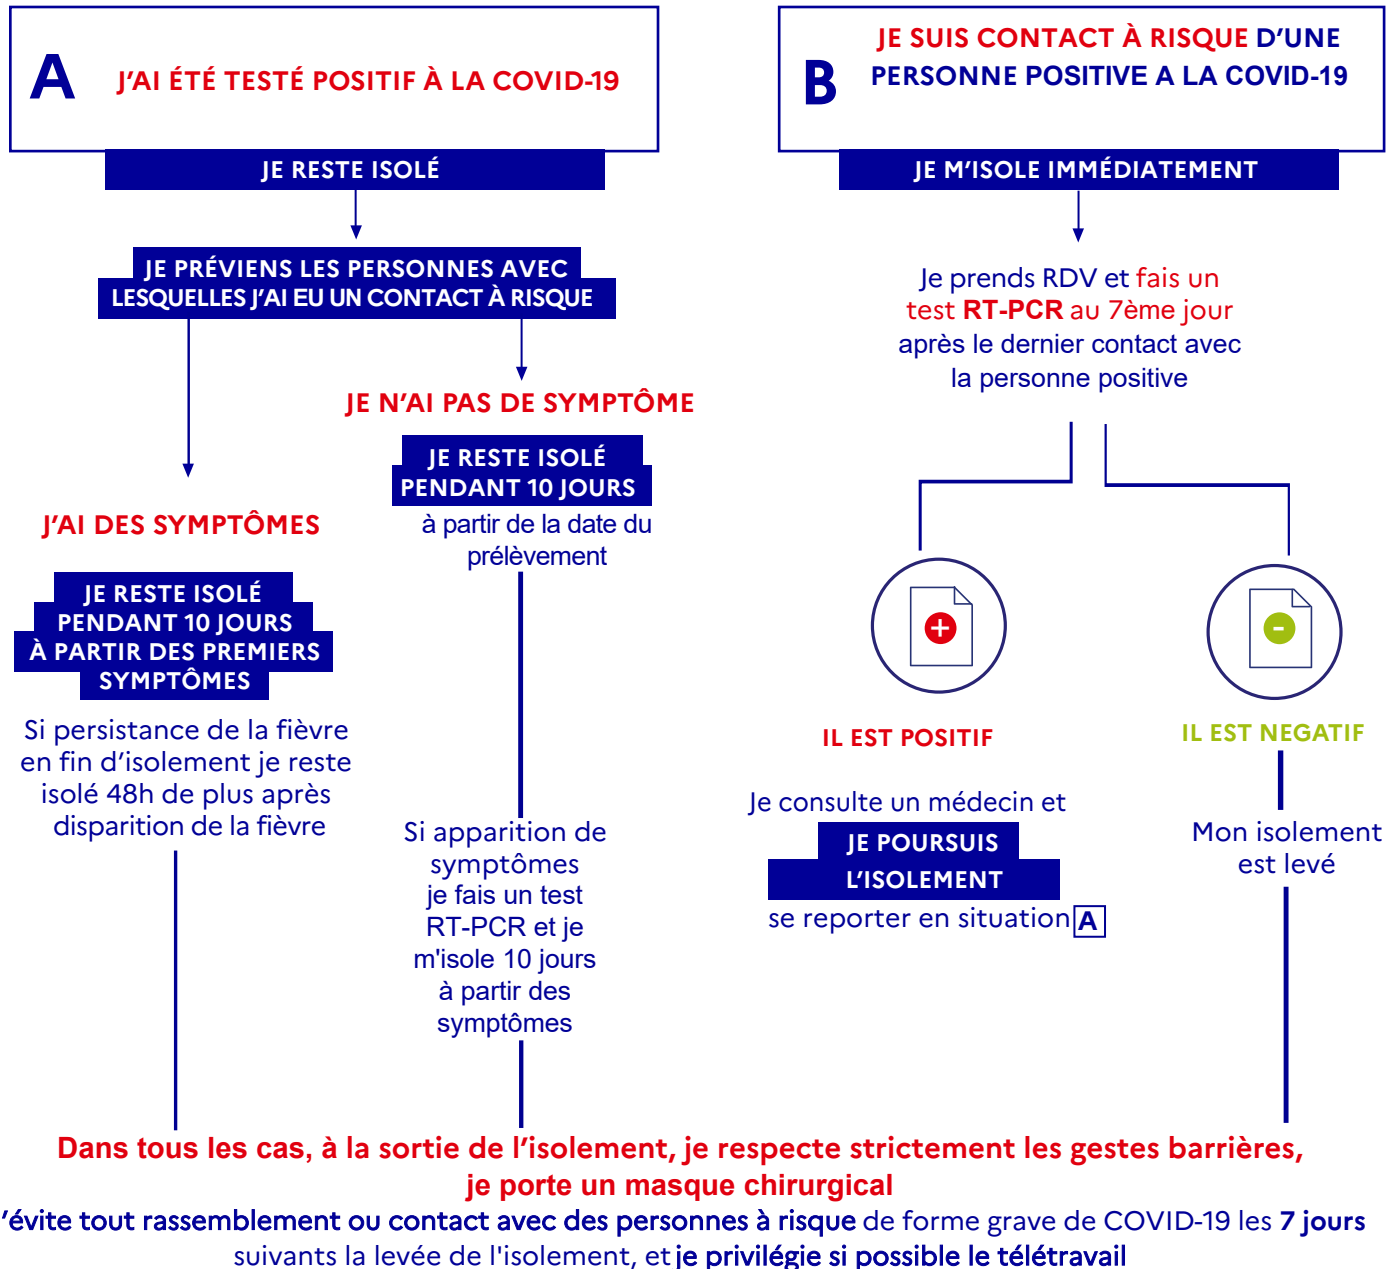 A
J'AI ÉTÉ TESTÉ POSITIF À LA COVID-19
JE RESTE ISOLÉ
JE PRÉVIENS LES PERSONNES AVEC
LESQUELLES J'AI EU UN CONTACT À RISQUE
J'AI DES SYMPTÔMES
JE RESTE ISOLÉ
PENDANT 10 JOURS
À PARTIR DES PREMIERS
SYMPTÔMES
Si persistance de la fièvre
en fin d'isolement je reste
isolé 48h de plus après
disparition de la fièvre
JE N'AI PAS DE SYMPTÔME
JE RESTE ISOLÉ
PENDANT 10 JOURS
à partir de la date du
prélèvement
Si apparition de
symptômes
je fais un test
RT-PCR et je
m'isole 10 jours
à partir des
symptômes
B
JE SUIS CONTACT À RISQUE D'UNE
PERSONNE POSITIVE A LA COVID-19
JE M'ISOLE IMMÉDIATEMENT
Je prends RDV et fais un
test RT-PCR au 7ème jour
après le dernier contact avec
la personne positive
+
IL EST POSITIF
Je consulte un médecin et
JE POURSUIS
L'ISOLEMENT
se reporter en situation A
-
IL EST NEGATIF
Mon isolement
est levé
Dans tous les cas, à la sortie de l'isolement, je respecte strictement les gestes barrières,
je porte un masque chirurgical
'évite tout rassemblement ou contact avec des personnes à risque de forme grave de COVID-19 les 7 jours
suivants la levée de l'isolement, et je privilégie si possible le télétravail